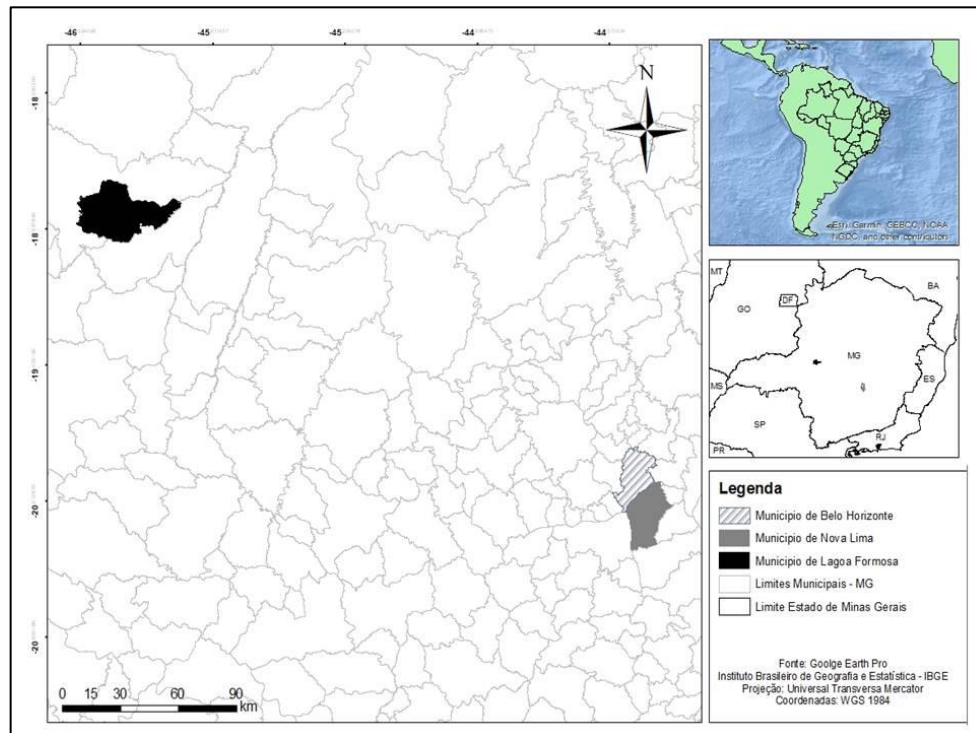 -46 -45 -45 -44 -44
-18
-18
-19
-20
-20
N
0 15 30 60 90
km
Esri, Garmin, GEBCO, NOAA
NGDC, and other contributors
MT
GO
DF
BA
MG
MS
ES
SP
RJ
PR
Legenda
Municipio de Belo Horizonte
Municipio de Nova Lima
Municipio de Lagoa Formosa
Limites Municipais - MG
Limite Estado de Minas Gerais
Fonte: Goolge Earth Pro
Instituto Brasileiro de Geografia e Estatística - IBGE
Projeção: Universal Transversa Mercator
Coordenadas: WGS 1984